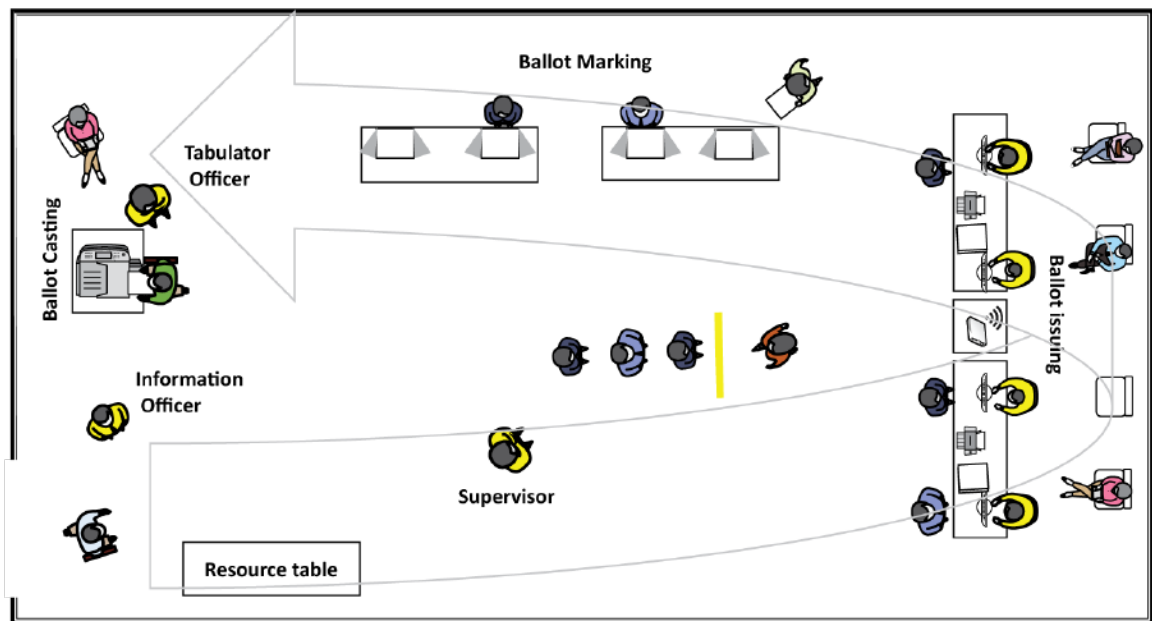 Ballot Marking
Tabulator
Officer
Ballot Casting
Ballot issuing
Information
Officer
Supervisor
Resource table